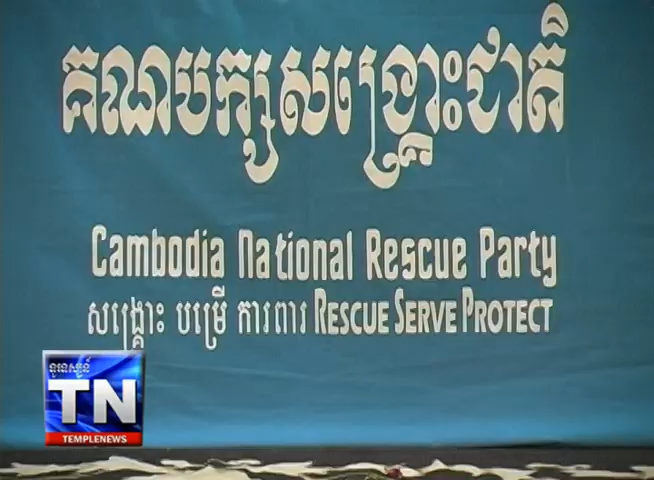 គណបក្សសង្គ្រោះជាតិ
Cambodia National Rescue Party
សង្គ្រោះ បម្រើ ការពារ RESCUE SERVE PROTECT
TN
TEMPLENEWS